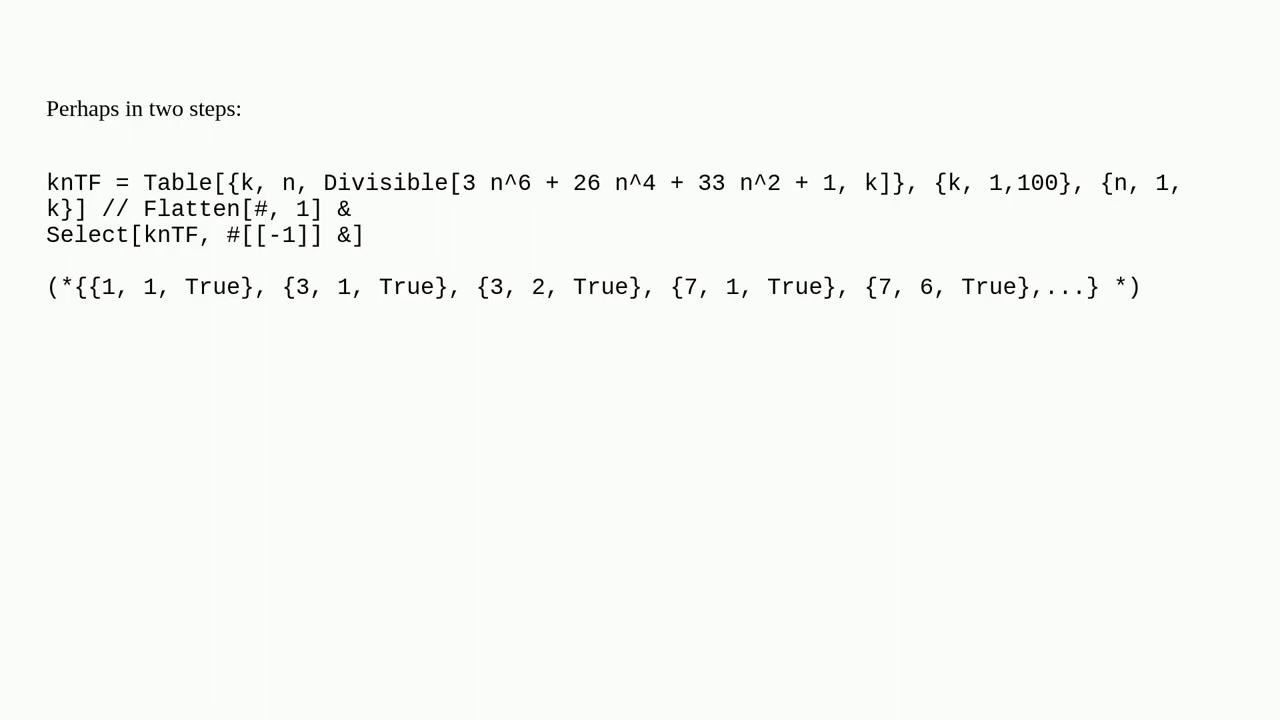 Perhaps in two steps:
knTF = Table[{k, n, Divisible[3 n^6 + 26 n^4 + 33 n^2 + 1, k]}, {k, 1,100}, {n, 1,
k}] // Flatten[#, 1] &
Select[knTF, #[[-1]] &]
(*{{1, 1, True}, {3, 1, True}, {3, 2, True}, {7, 1, True}, {7, 6, True},...} *)